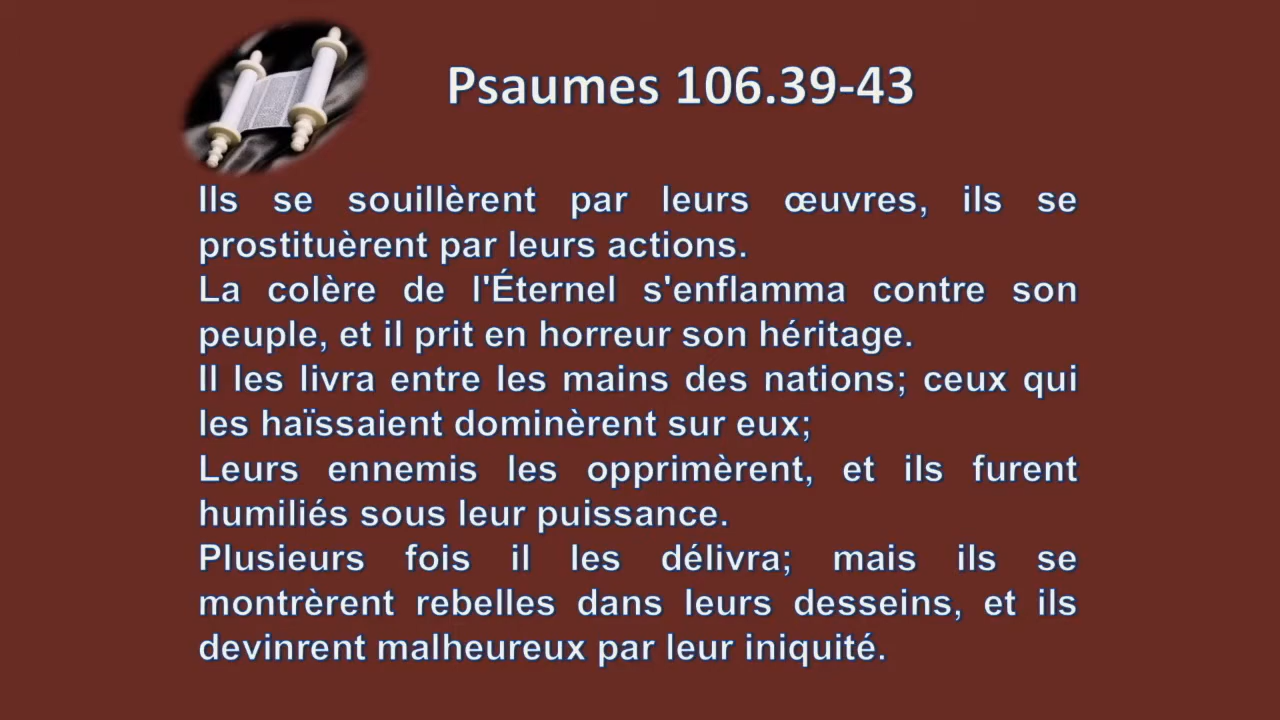 Psaumes 106.39-43
Ils se souillèrent par leurs œuvres, ils se
prostituèrent par leurs actions.
La colère de l'Éternel s'enflamma contre son
peuple, et il prit en horreur son héritage.
Il les livra entre les mains des nations; ceux qui
les haïssaient dominèrent sur eux;
Leurs ennemis les opprimèrent, et ils furent
humiliés sous leur puissance.
Plusieurs fois il les délivra; mais ils se
montrèrent rebelles dans leurs desseins, et ils
devinrent malheureux par leur iniquité.